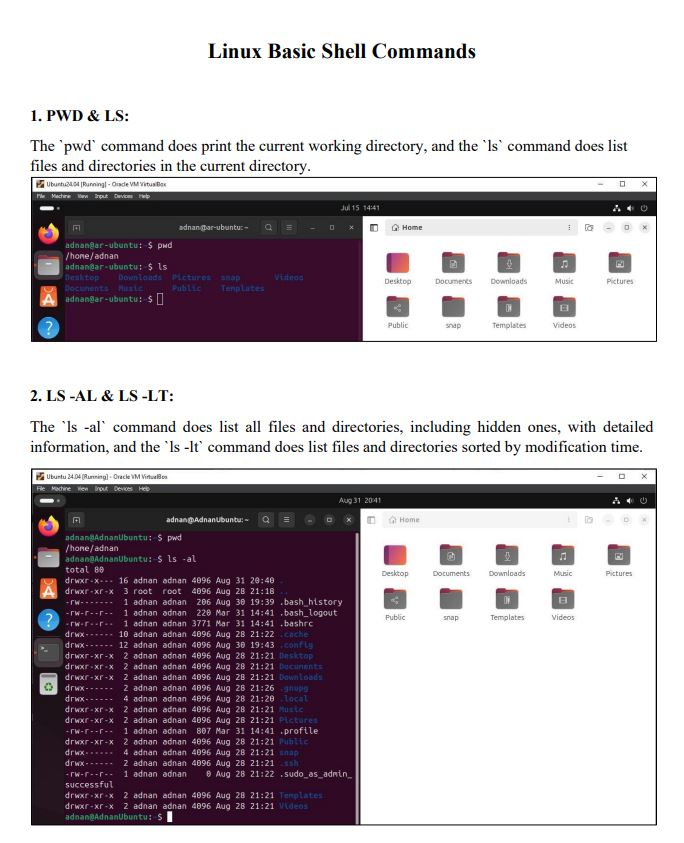 Linux Basic Shell Commands
1. PWD & LS:
The `pwd` command does print the current working directory, and the `ls` command does list
files and directories in the current directory.
Ubuntu24.04 [Running] - Oracle VM VirtualBox
File Machine View Input Devices Help
Jul 15 14:41
adnan@ar-ubuntu: ~
Home
adnan@ar-ubuntu:~$ pwd
/home/adnan
adnan@ar-ubuntu:~$ ls
Desktop Downloads Pictures snap Videos
Documents Music Public Templates
adnan@ar-ubuntu:~$
Desktop Documents Downloads Music Pictures
Public snap Templates Videos
2. LS -AL & LS -LT:
The `ls -al` command does list all files and directories, including hidden ones, with detailed
information, and the `ls -lt` command does list files and directories sorted by modification time.
Ubuntu 24.04 [Running] - Oracle VM VirtualBox
File Machine View Input Devices Help
Aug 31 20:41
adnan@AdnanUbuntu: ~
Home
adnan@AdnanUbuntu:~$ pwd
/home/adnan
adnan@AdnanUbuntu:~$ ls -al
total 80
drwxr-x--- 16 adnan adnan 4096 Aug 31 20:40 .
drwxr-xr-x 3 root root 4096 Aug 28 21:18 ..
-rw------- 1 adnan adnan 206 Aug 30 19:39 .bash_history
-rw-r--r-- 1 adnan adnan 220 Mar 31 14:41 .bash_logout
-rw-r--r-- 1 adnan adnan 3771 Mar 31 14:41 .bashrc
drwx------ 10 adnan adnan 4096 Aug 28 21:22 .cache
drwx------ 12 adnan adnan 4096 Aug 30 19:43 .config
drwxr-xr-x 2 adnan adnan 4096 Aug 28 21:21 Desktop
drwxr-xr-x 2 adnan adnan 4096 Aug 28 21:21 Documents
drwxr-xr-x 2 adnan adnan 4096 Aug 28 21:21 Downloads
drwx------ 2 adnan adnan 4096 Aug 28 21:26 .gnupg
drwx------ 4 adnan adnan 4096 Aug 28 21:20 .local
drwxr-xr-x 2 adnan adnan 4096 Aug 28 21:21 Music
drwxr-xr-x 2 adnan adnan 4096 Aug 28 21:21 Pictures
-rw-r--r-- 1 adnan adnan 807 Mar 31 14:41 .profile
drwxr-xr-x 2 adnan adnan 4096 Aug 28 21:21 Public
drwx------ 4 adnan adnan 4096 Aug 28 21:21 snap
drwx------ 2 adnan adnan 4096 Aug 28 21:21 .ssh
-rw-r--r-- 1 adnan adnan 0 Aug 28 21:22 .sudo_as_admin_
successful
drwxr-xr-x 2 adnan adnan 4096 Aug 28 21:21 Templates
drwxr-xr-x 2 adnan adnan 4096 Aug 28 21:21 Videos
adnan@AdnanUbuntu:~$
Desktop Documents Downloads Music Pictures
Public snap Templates Videos